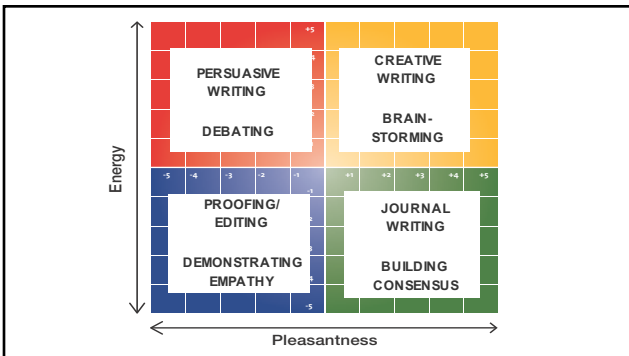 +5
PERSUASIVE
WRITING
DEBATING
CREATIVE
WRITING
BRAIN-
STORMING
Energy
-5 -4 -3 -2 -1 +1 +2 +3 +4 +5
-1
PROOFING/
EDITING
DEMONSTRATING
EMPATHY
JOURNAL
WRITING
BUILDING
CONSENSUS
-5
Pleasantness